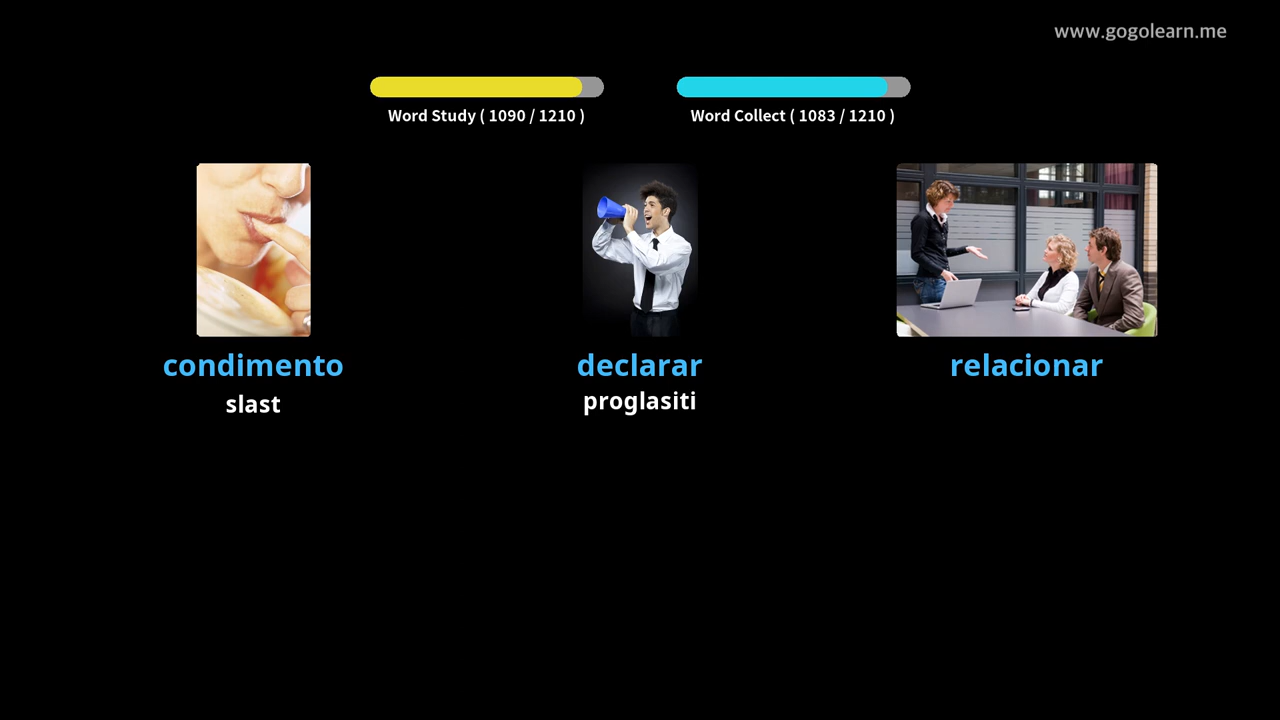 www.gogolearn.me
Word Study ( 1090 / 1210 )
Word Collect ( 1083 / 1210 )
condimento
slast
declarar
proglasiti
relacionar